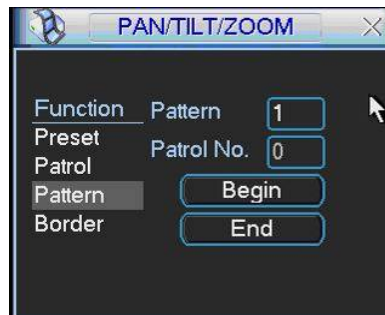 PAN/TILT/ZOOM
Function Pattern 1
Preset
Patrol No. 0
Patrol
Pattern Begin
Border End